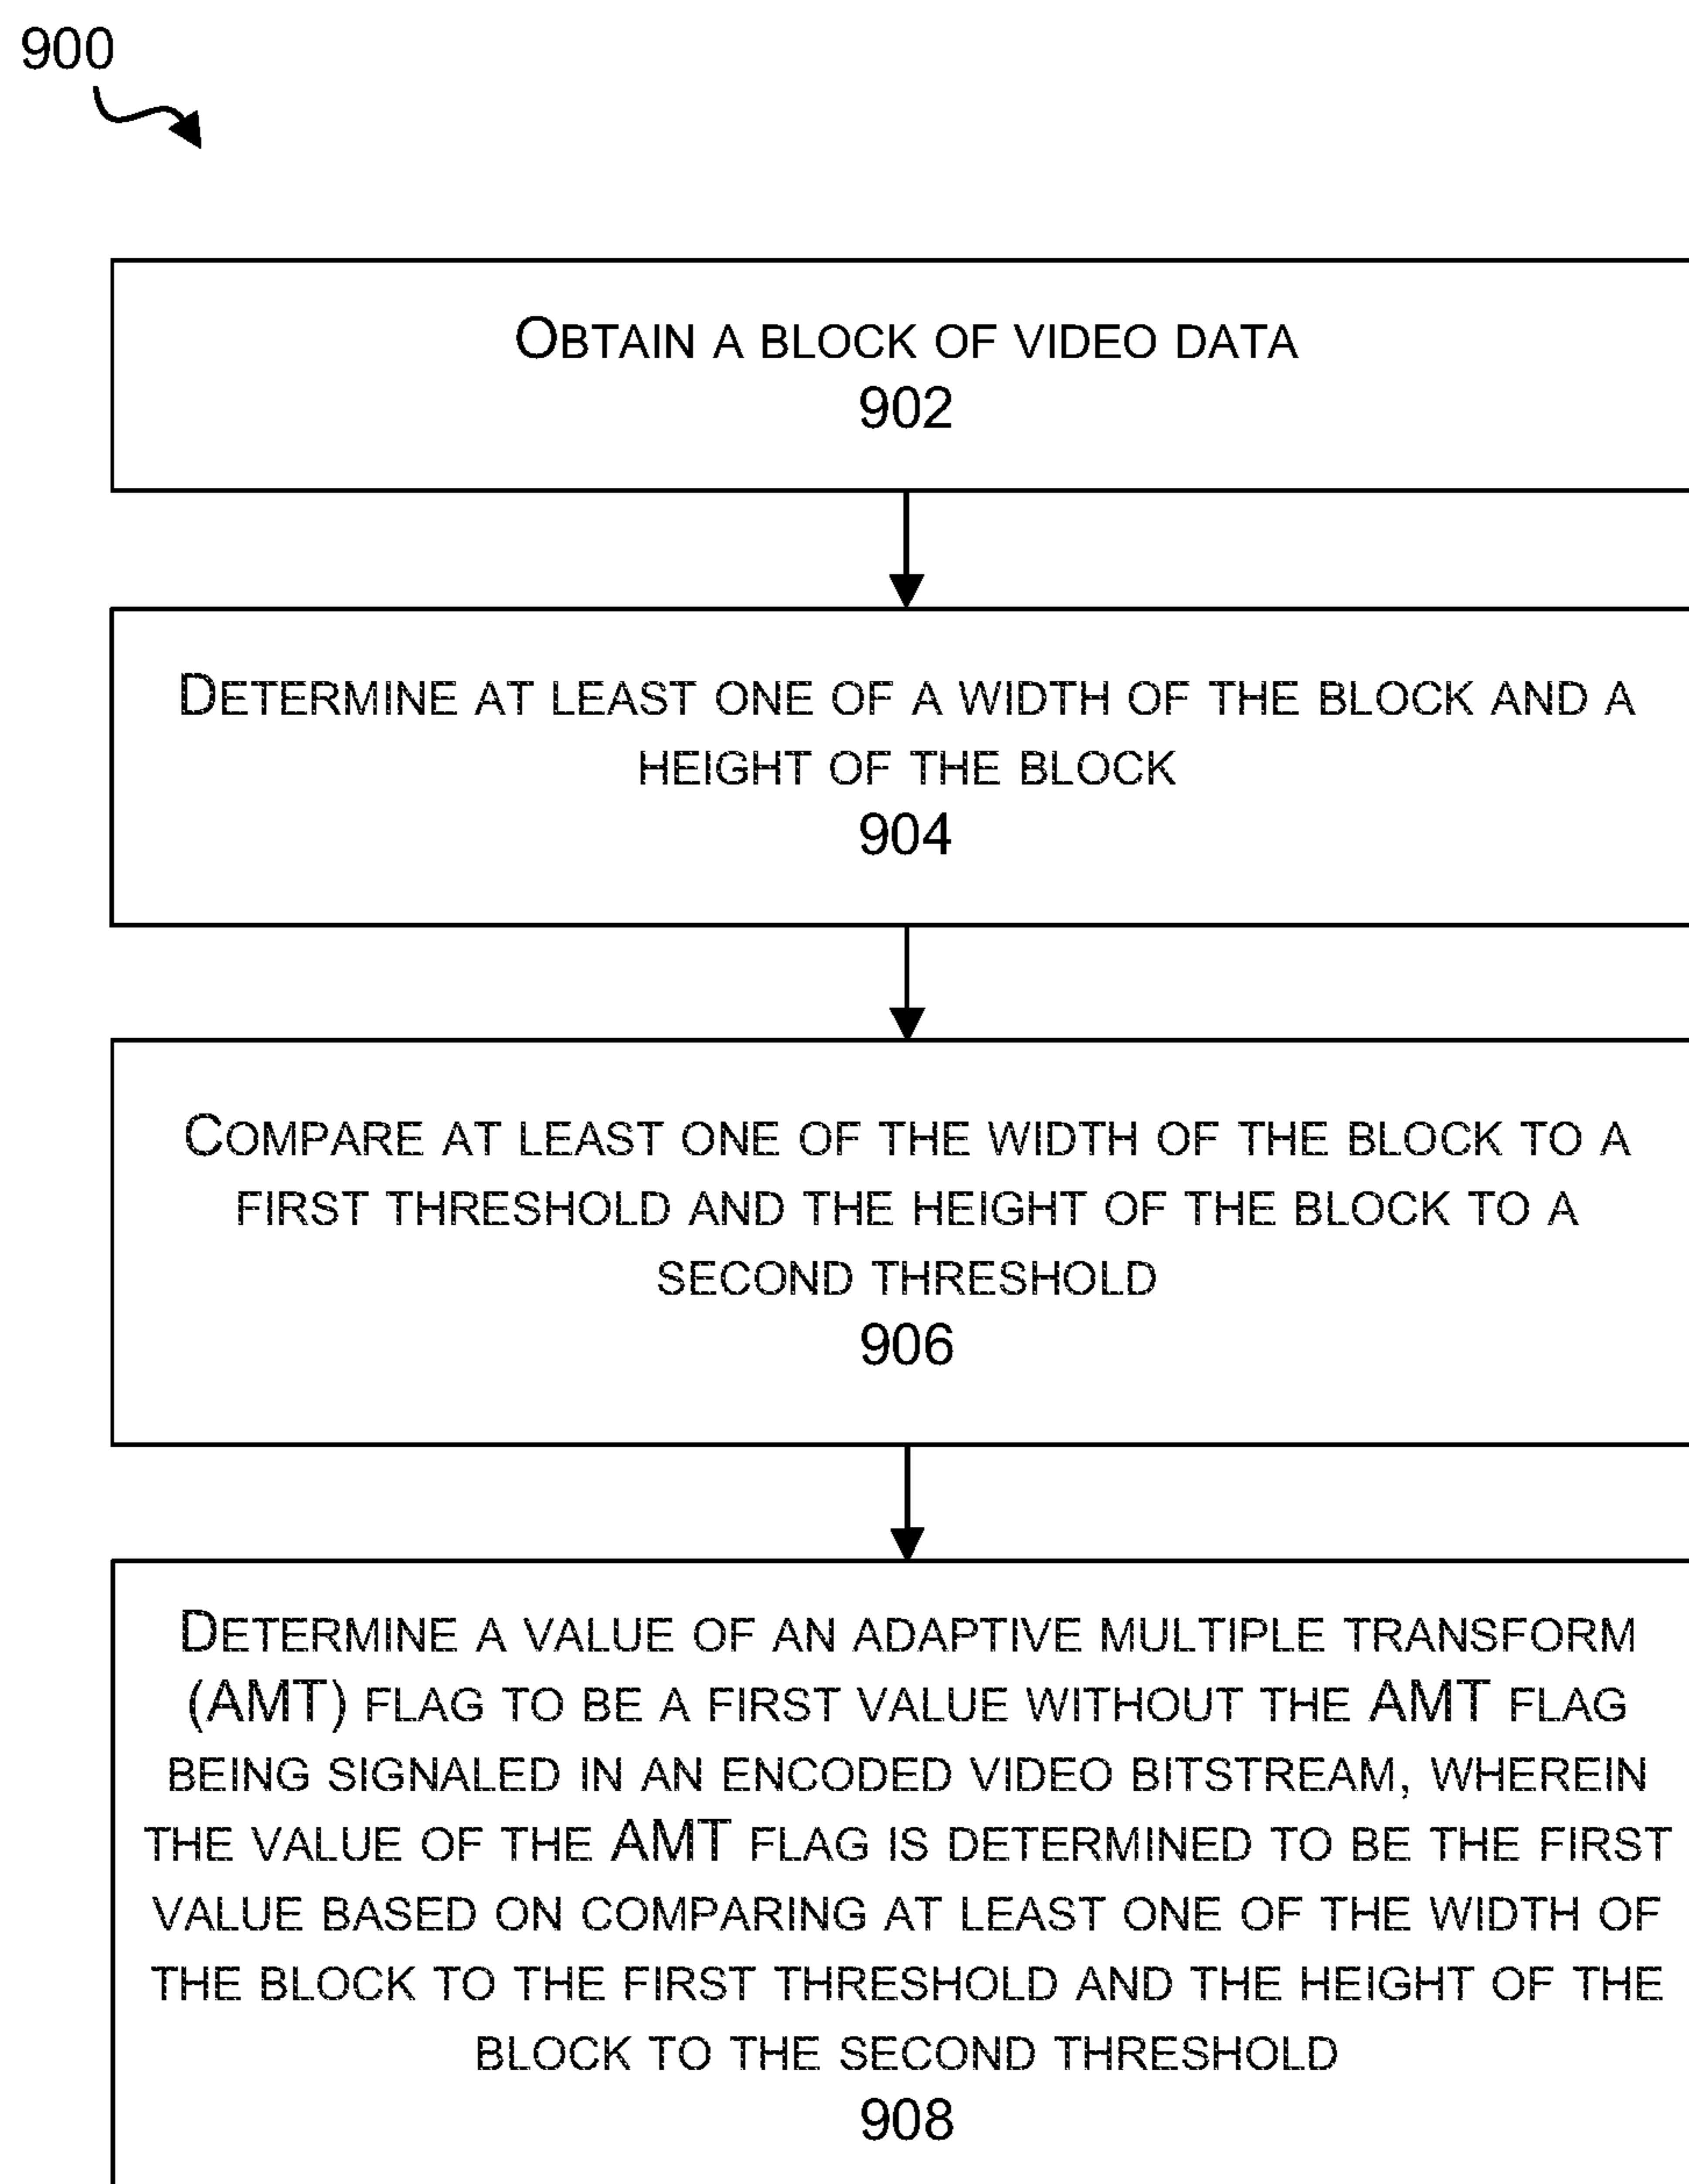 900
OBTAIN A BLOCK OF VIDEO DATA
902
DETERMINE AT LEAST ONE OF A WIDTH OF THE BLOCK AND A
HEIGHT OF THE BLOCK
904
COMPARE AT LEAST ONE OF THE WIDTH OF THE BLOCK TO A
FIRST THRESHOLD AND THE HEIGHT OF THE BLOCK TO A
SECOND THRESHOLD
906
DETERMINE A VALUE OF AN ADAPTIVE MULTIPLE TRANSFORM
(AMT) FLAG TO BE A FIRST VALUE WITHOUT THE AMT FLAG
BEING SIGNALED IN AN ENCODED VIDEO BITSTREAM, WHEREIN
THE VALUE OF THE AMT FLAG IS DETERMINED TO BE THE FIRST
VALUE BASED ON COMPARING AT LEAST ONE OF THE WIDTH OF
THE BLOCK TO THE FIRST THRESHOLD AND THE HEIGHT OF THE
BLOCK TO THE SECOND THRESHOLD
908